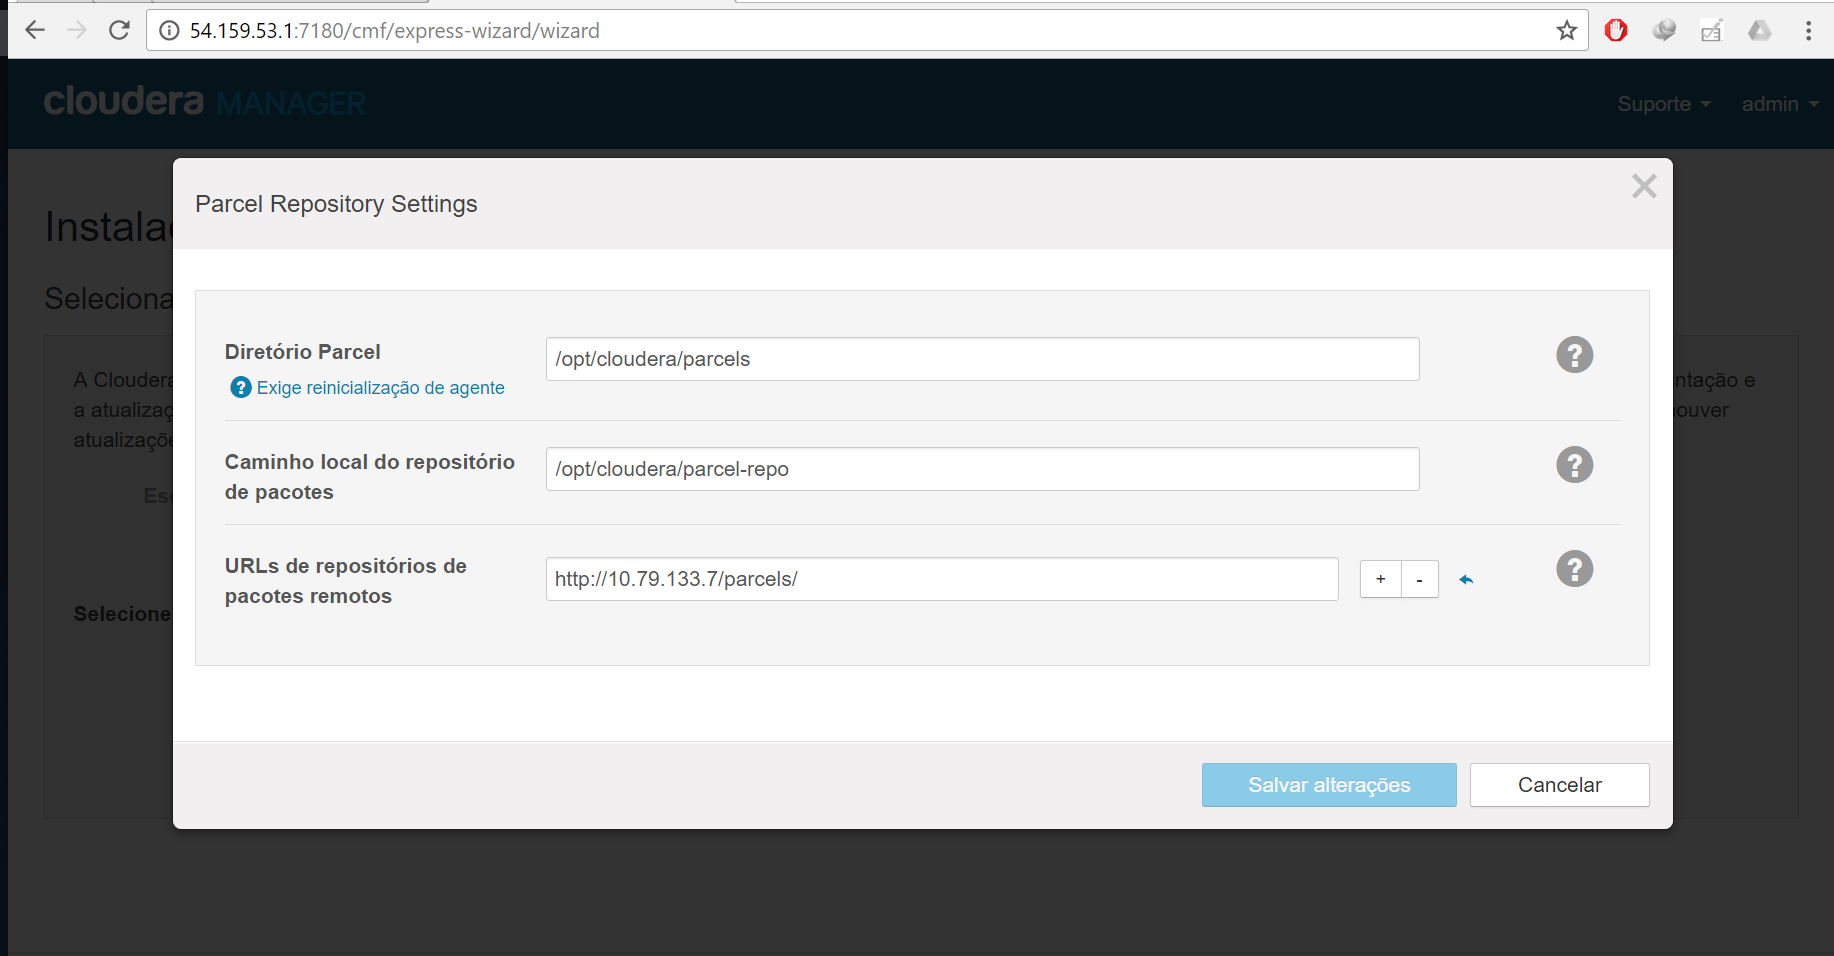 54.159.53.1:7180/cmf/express-wizard/wizard
cloudera MANAGER
Suporte
admin
Parcel Repository Settings
Diretório Parcel
/opt/cloudera/parcels
Exige reinicialização de agente
Caminho local do repositório
de pacotes
/opt/cloudera/parcel-repo
URLs de repositórios de
pacotes remotos
http://10.79.133.7/parcels/
+
-
Salvar alterações
Cancelar
A Cloudera
a atualizaç
atualizaçõe
Selecione
ntação e
ouver
Instala
Seleciona
Es